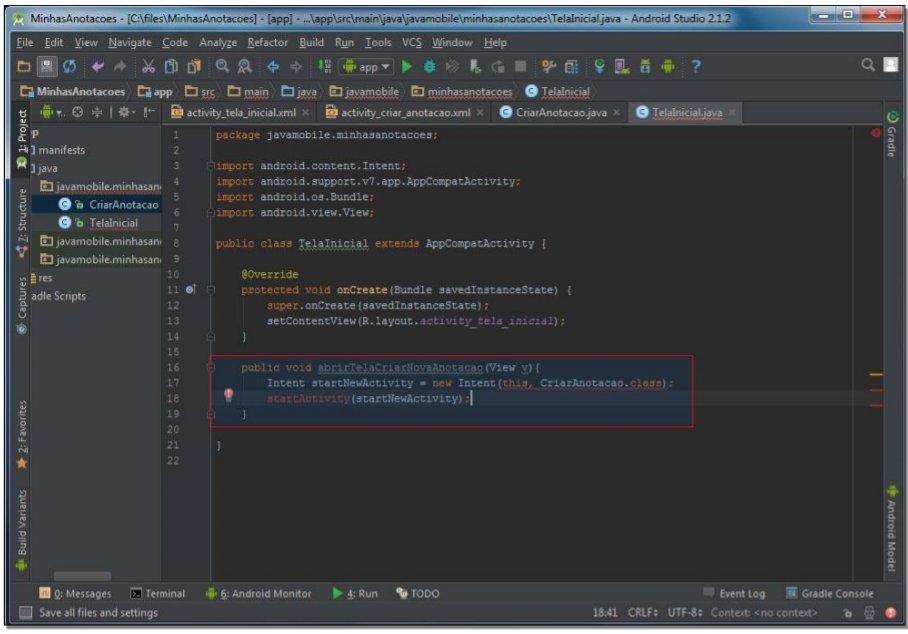 MinhasAnotacoes - [C:\files\MinhasAnotacoes] - [app] - ...\app\src\main\java\javamobile\minhasanotacoes\TelaInicial.java - Android Studio 2.1.2
File Edit View Navigate Code Analyze Refactor Build Run Tools VCS Window Help
app
MinhasAnotacoes app src main java javamobile minhasanotacoes TelaInicial
activity_tela_inicial.xml activity_criar_anotacao.xml CriarAnotacao.java TelaInicial.java
1: Project
Z: Structure
Captures
2: Favorites
Build Variants
p
manifests
java
javamobile.minhasan
CriarAnotacao
TelaInicial
javamobile.minhasan
javamobile.minhasan
res
adle Scripts
1 package javamobile.minhasanotacoes;
2
3 import android.content.Intent;
4 import android.support.v7.app.AppCompatActivity;
5 import android.os.Bundle;
6 import android.view.View;
7
8 public class TelaInicial extends AppCompatActivity {
9
10 @Override
11 protected void onCreate(Bundle savedInstanceState) {
12 super.onCreate(savedInstanceState);
13 setContentView(R.layout.activity_tela_inicial);
14 }
15
16 public void abrirTelaCriarNovaAnotacao(View v){
17 Intent startNewActivity = new Intent(this, CriarAnotacao.class);
18 startActivity(startNewActivity);
19 }
20
21 }
22
Gradle
Android Model
0: Messages Terminal 6: Android Monitor 4: Run TODO Event Log Gradle Console
Save all files and settings 18:41 CRLF UTF-8 Context: <no context>